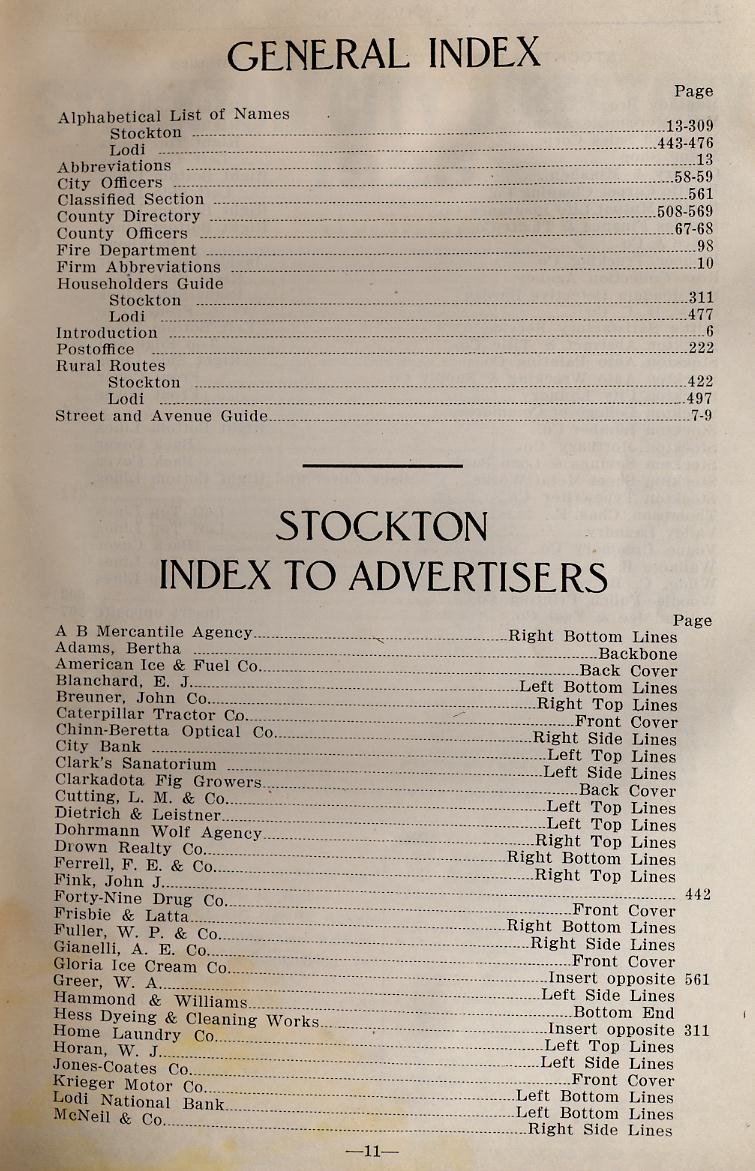 GENERAL INDEX
Page
Alphabetical List of Names
Stockton ........ 13-309
Lodi ........ 443-476
Abbreviations ........ 13
City Officers ........ 58-59
Classified Section ........ 561
County Directory ........ 508-569
County Officers ........ 67-68
Fire Department ........ 98
Firm Abbreviations ........ 10
Householders Guide
Stockton ........ 311
Lodi ........ 477
Introduction ........ 6
Postoffice ........ 222
Rural Routes
Stockton ........ 422
Lodi ........ 497
Street and Avenue Guide ........ 7-9
STOCKTON
INDEX TO ADVERTISERS
Page
A B Mercantile Agency ........ Right Bottom Lines
Adams, Bertha ........ Backbone
American Ice & Fuel Co. ........ Back Cover
Blanchard, E. J. ........ Left Bottom Lines
Breuner, John Co. ........ Right Top Lines
Caterpillar Tractor Co. ........ Front Cover
Chinn-Beretta Optical Co. ........ Right Side Lines
City Bank ........ Left Top Lines
Clark's Sanatorium ........ Left Side Lines
Clarkadota Fig Growers ........ Back Cover
Cutting, L. M. & Co. ........ Left Top Lines
Dietrich & Leistner ........ Left Top Lines
Dohrmann Wolf Agency ........ Right Top Lines
Drown Realty Co. ........ Right Bottom Lines
Ferrell, F. E. & Co. ........ Right Top Lines
Fink, John J. ........ 442
Forty-Nine Drug Co. ........ Front Cover
Frisbie & Latta ........ Right Bottom Lines
Fuller, W. P. & Co. ........ Right Side Lines
Gianelli, A. E. Co. ........ Front Cover
Gloria Ice Cream Co. ........ Insert opposite 561
Greer, W. A. ........ Left Side Lines
Hammond & Williams ........ Bottom End
Hess Dyeing & Cleaning Works ........ Insert opposite 311
Home Laundry Co. ........ Left Top Lines
Horan, W. J. ........ Left Side Lines
Jones-Coates Co. ........ Front Cover
Krieger Motor Co. ........ Left Bottom Lines
Lodi National Bank ........ Left Bottom Lines
McNeil & Co. ........ Right Side Lines
—11—